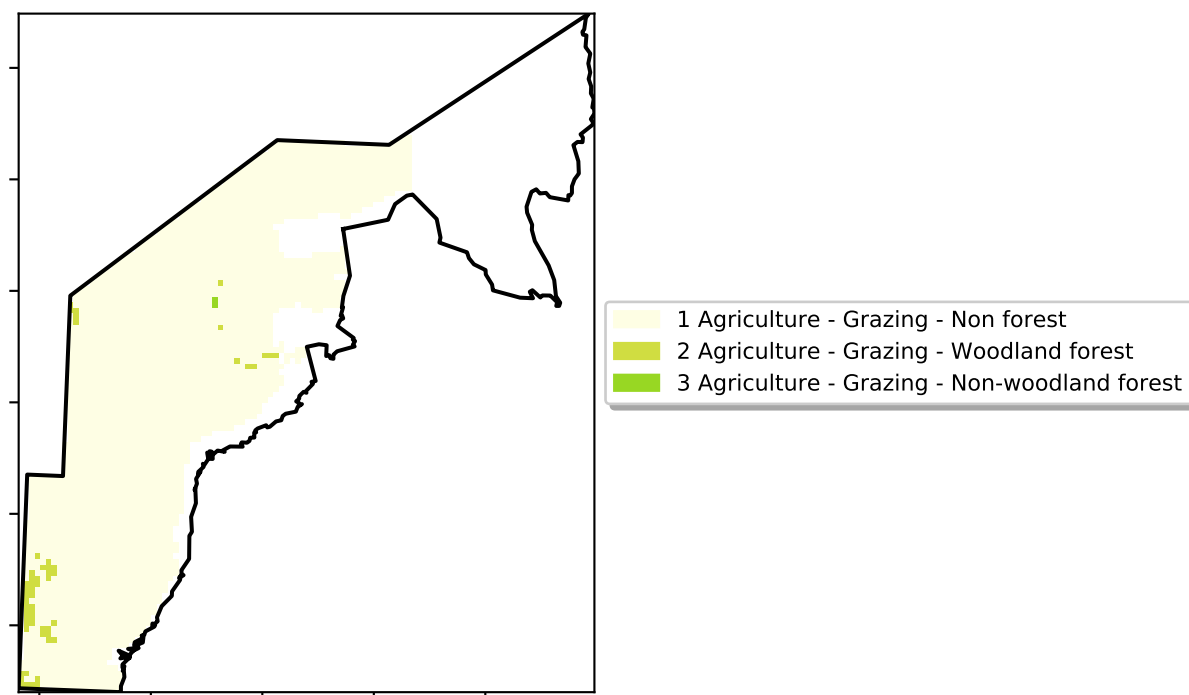 1 Agriculture - Grazing - Non forest
2 Agriculture - Grazing - Woodland forest
3 Agriculture - Grazing - Non-woodland forest